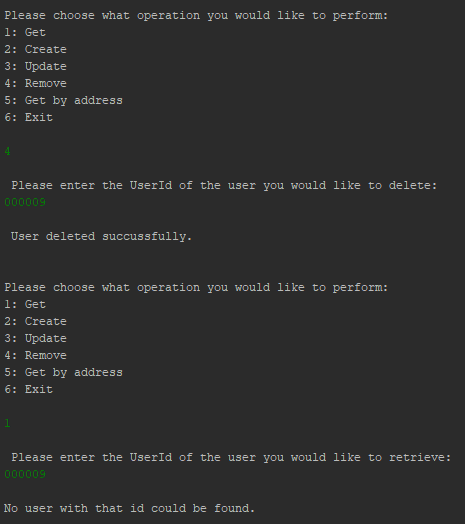 Please choose what operation you would like to perform:
1: Get
2: Create
3: Update
4: Remove
5: Get by address
6: Exit
4
Please enter the UserId of the user you would like to delete:
000009
User deleted succussfully.
Please choose what operation you would like to perform:
1: Get
2: Create
3: Update
4: Remove
5: Get by address
6: Exit
1
Please enter the UserId of the user you would like to retrieve:
000009
No user with that id could be found.